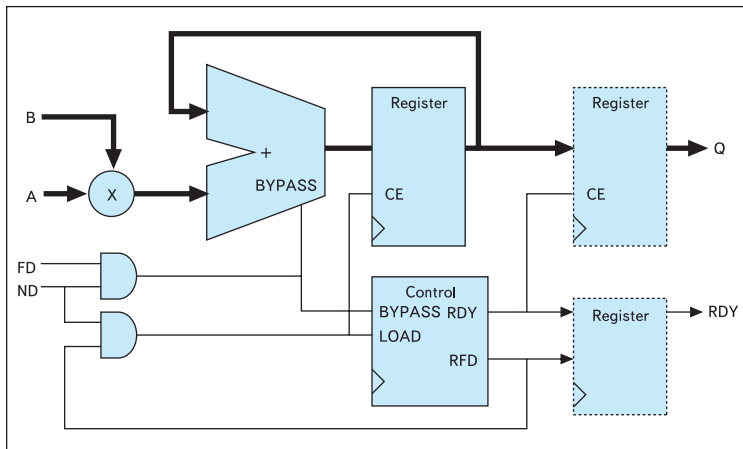 Register
Register
B
+
Q
BYPASS
A
X
CE
CE
FD
ND
Control
BYPASS RDY
Register
RDY
LOAD
RFD